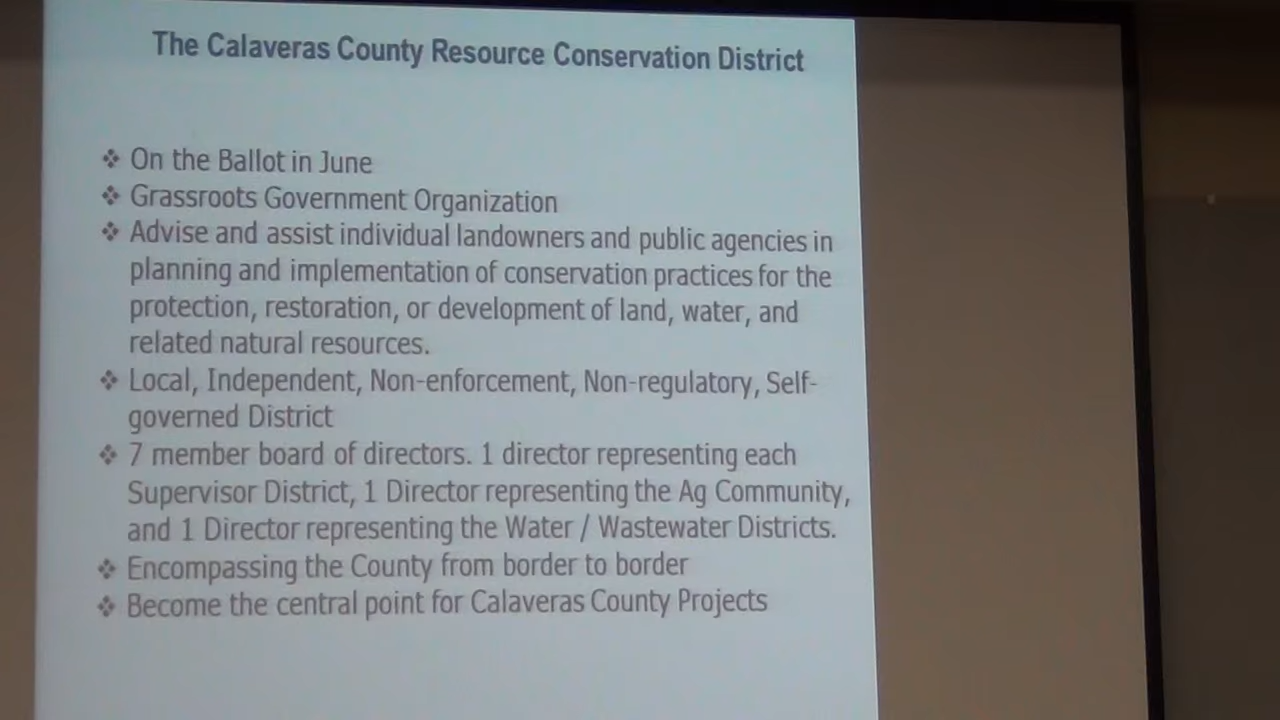 The Calaveras County Resource Conservation District
❖ On the Ballot in June
❖ Grassroots Government Organization
❖ Advise and assist individual landowners and public agencies in
planning and implementation of conservation practices for the
protection, restoration, or development of land, water, and
related natural resources.
❖ Local, Independent, Non-enforcement, Non-regulatory, Self-
governed District
❖ 7 member board of directors. 1 director representing each
Supervisor District, 1 Director representing the Ag Community,
and 1 Director representing the Water / Wastewater Districts.
❖ Encompassing the County from border to border
❖ Become the central point for Calaveras County Projects